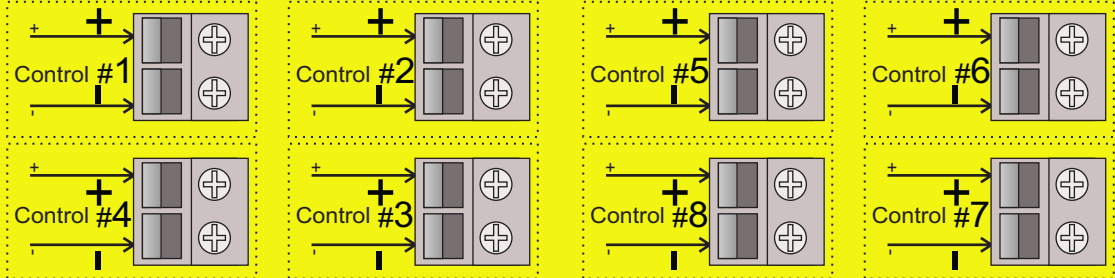 + + + + + + + +
Control #1 Control #2 Control #5 Control #6
- - - -
+ + + +
+ + + +
Control #4 Control #3 Control #8 Control #7
- - - -